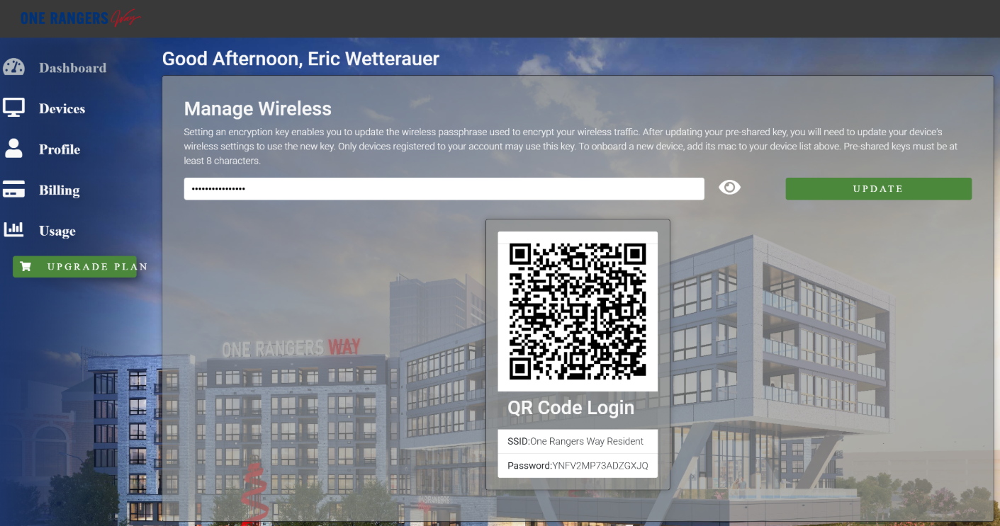 ONE RANGERS Way
Dashboard
Devices
Profile
Billing
Usage
UPGRADE PLAN
Good Afternoon, Eric Wetterauer
Manage Wireless
Setting an encryption key enables you to update the wireless passphrase used to encrypt your wireless traffic. After updating your pre-shared key, you will need to update your device's
wireless settings to use the new key. Only devices registered to your account may use this key. To onboard a new device, add its mac to your device list above. Pre-shared keys must be at
least 8 characters.
••••••••••••••••
UPDATE
ONE RANGERS WAY
QR Code Login
SSID:One Rangers Way Resident
Password:YNFV2MP73ADZGXJQ
ONERANGERS